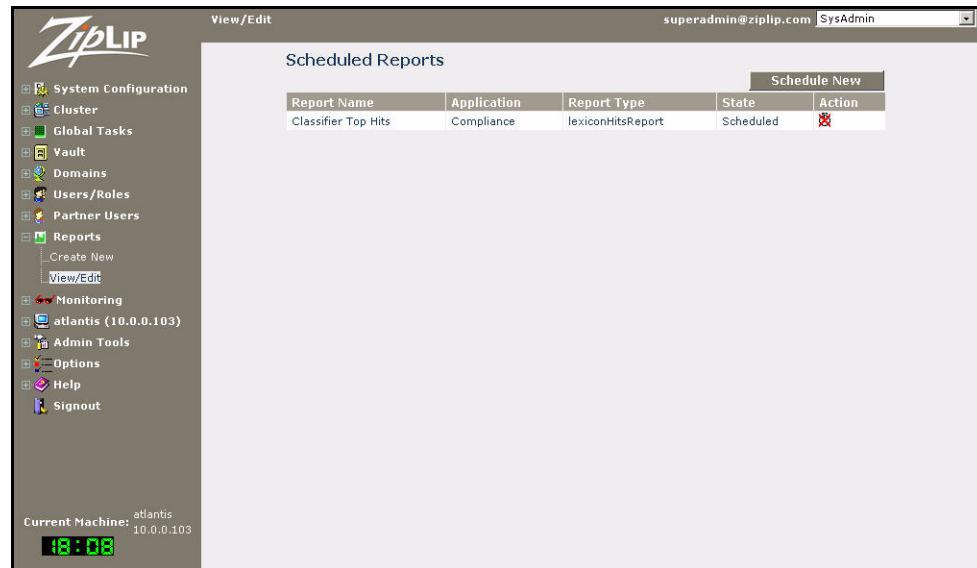 ZipLip
View/Edit
superadmin@ziplip.com SysAdmin
System Configuration
Cluster
Global Tasks
Vault
Domains
Users/Roles
Partner Users
Reports
Create New
View/Edit
Monitoring
atlantis (10.0.0.103)
Admin Tools
Options
Help
Signout
Current Machine: atlantis
10.0.0.103
18:08
Scheduled Reports
Schedule New
Report Name Application Report Type State Action
Classifier Top Hits Compliance lexiconHitsReport Scheduled